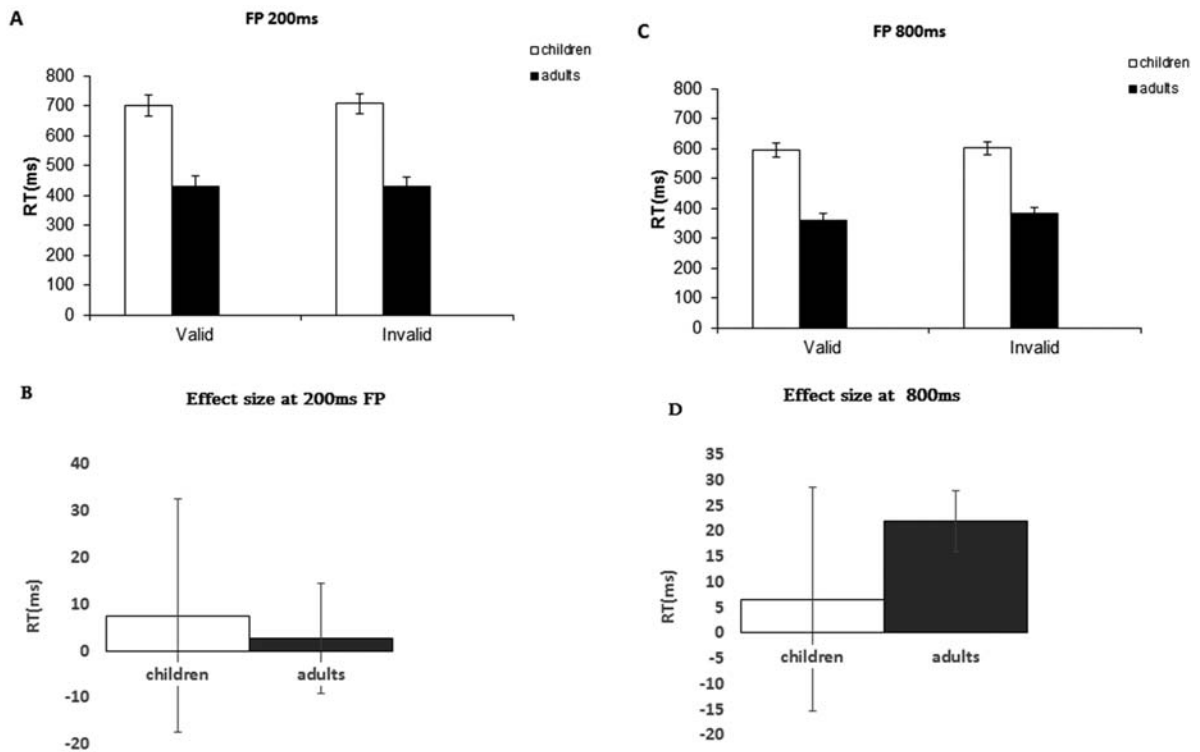 A
FP 200ms
children
adults
800
700
600
500
400
300
200
100
0
RT(ms)
Valid
Invalid
C
FP 800ms
children
adults
800
700
600
500
400
300
200
100
0
RT(ms)
Valid
Invalid
B
Effect size at 200ms FP
40
30
20
10
0
-10
-20
RT(ms)
children
adults
D
Effect size at 800ms
35
30
25
20
15
10
5
0
-5
-10
-15
-20
RT(ms)
children
adults